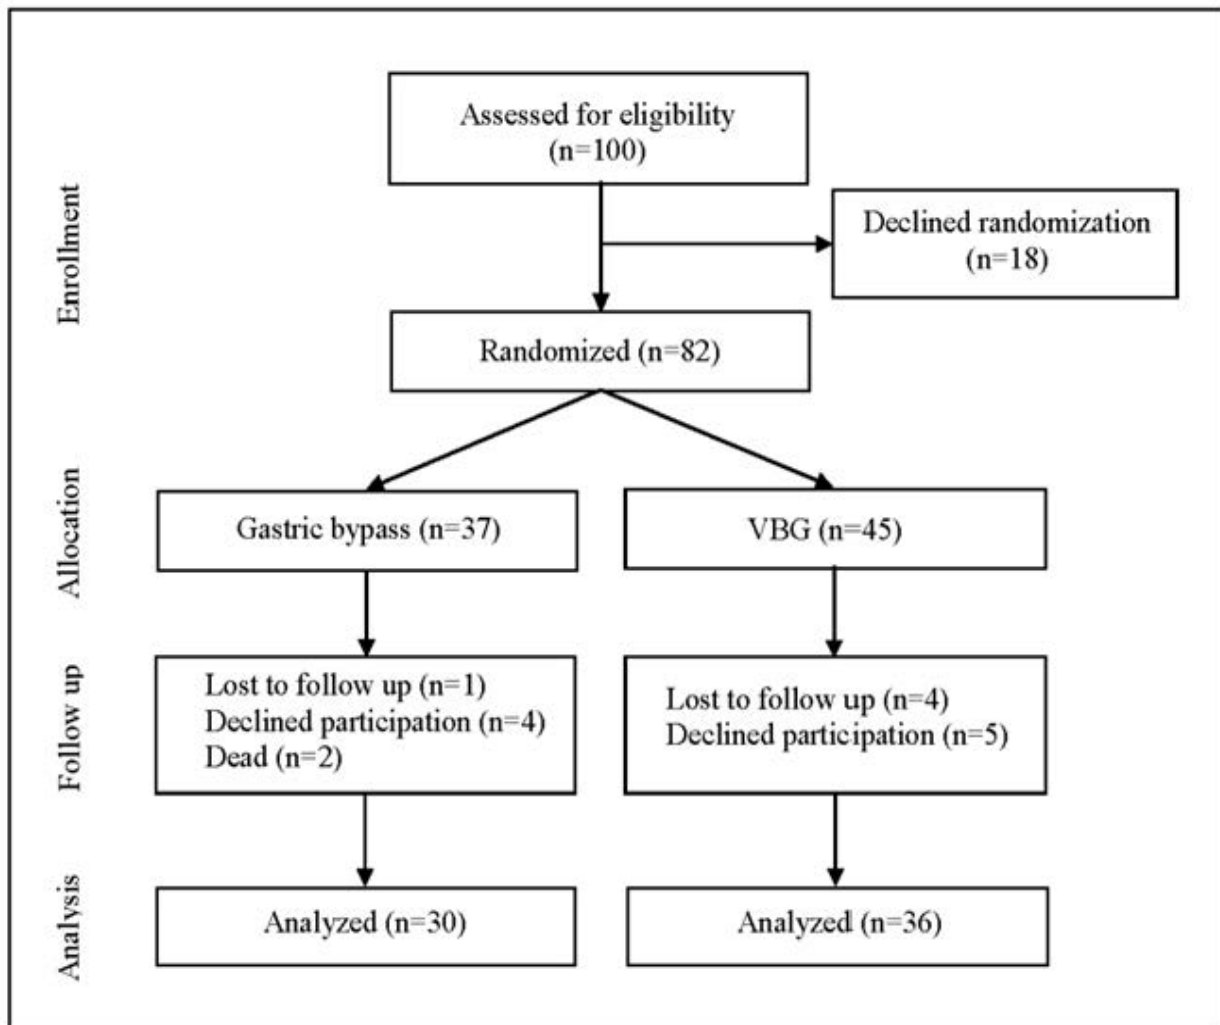 Enrollment
Assessed for eligibility
(n=100)
Declined randomization
(n=18)
Randomized (n=82)
Allocation
Gastric bypass (n=37)
VBG (n=45)
Follow up
Lost to follow up (n=1)
Declined participation (n=4)
Dead (n=2)
Lost to follow up (n=4)
Declined participation (n=5)
Analysis
Analyzed (n=30)
Analyzed (n=36)